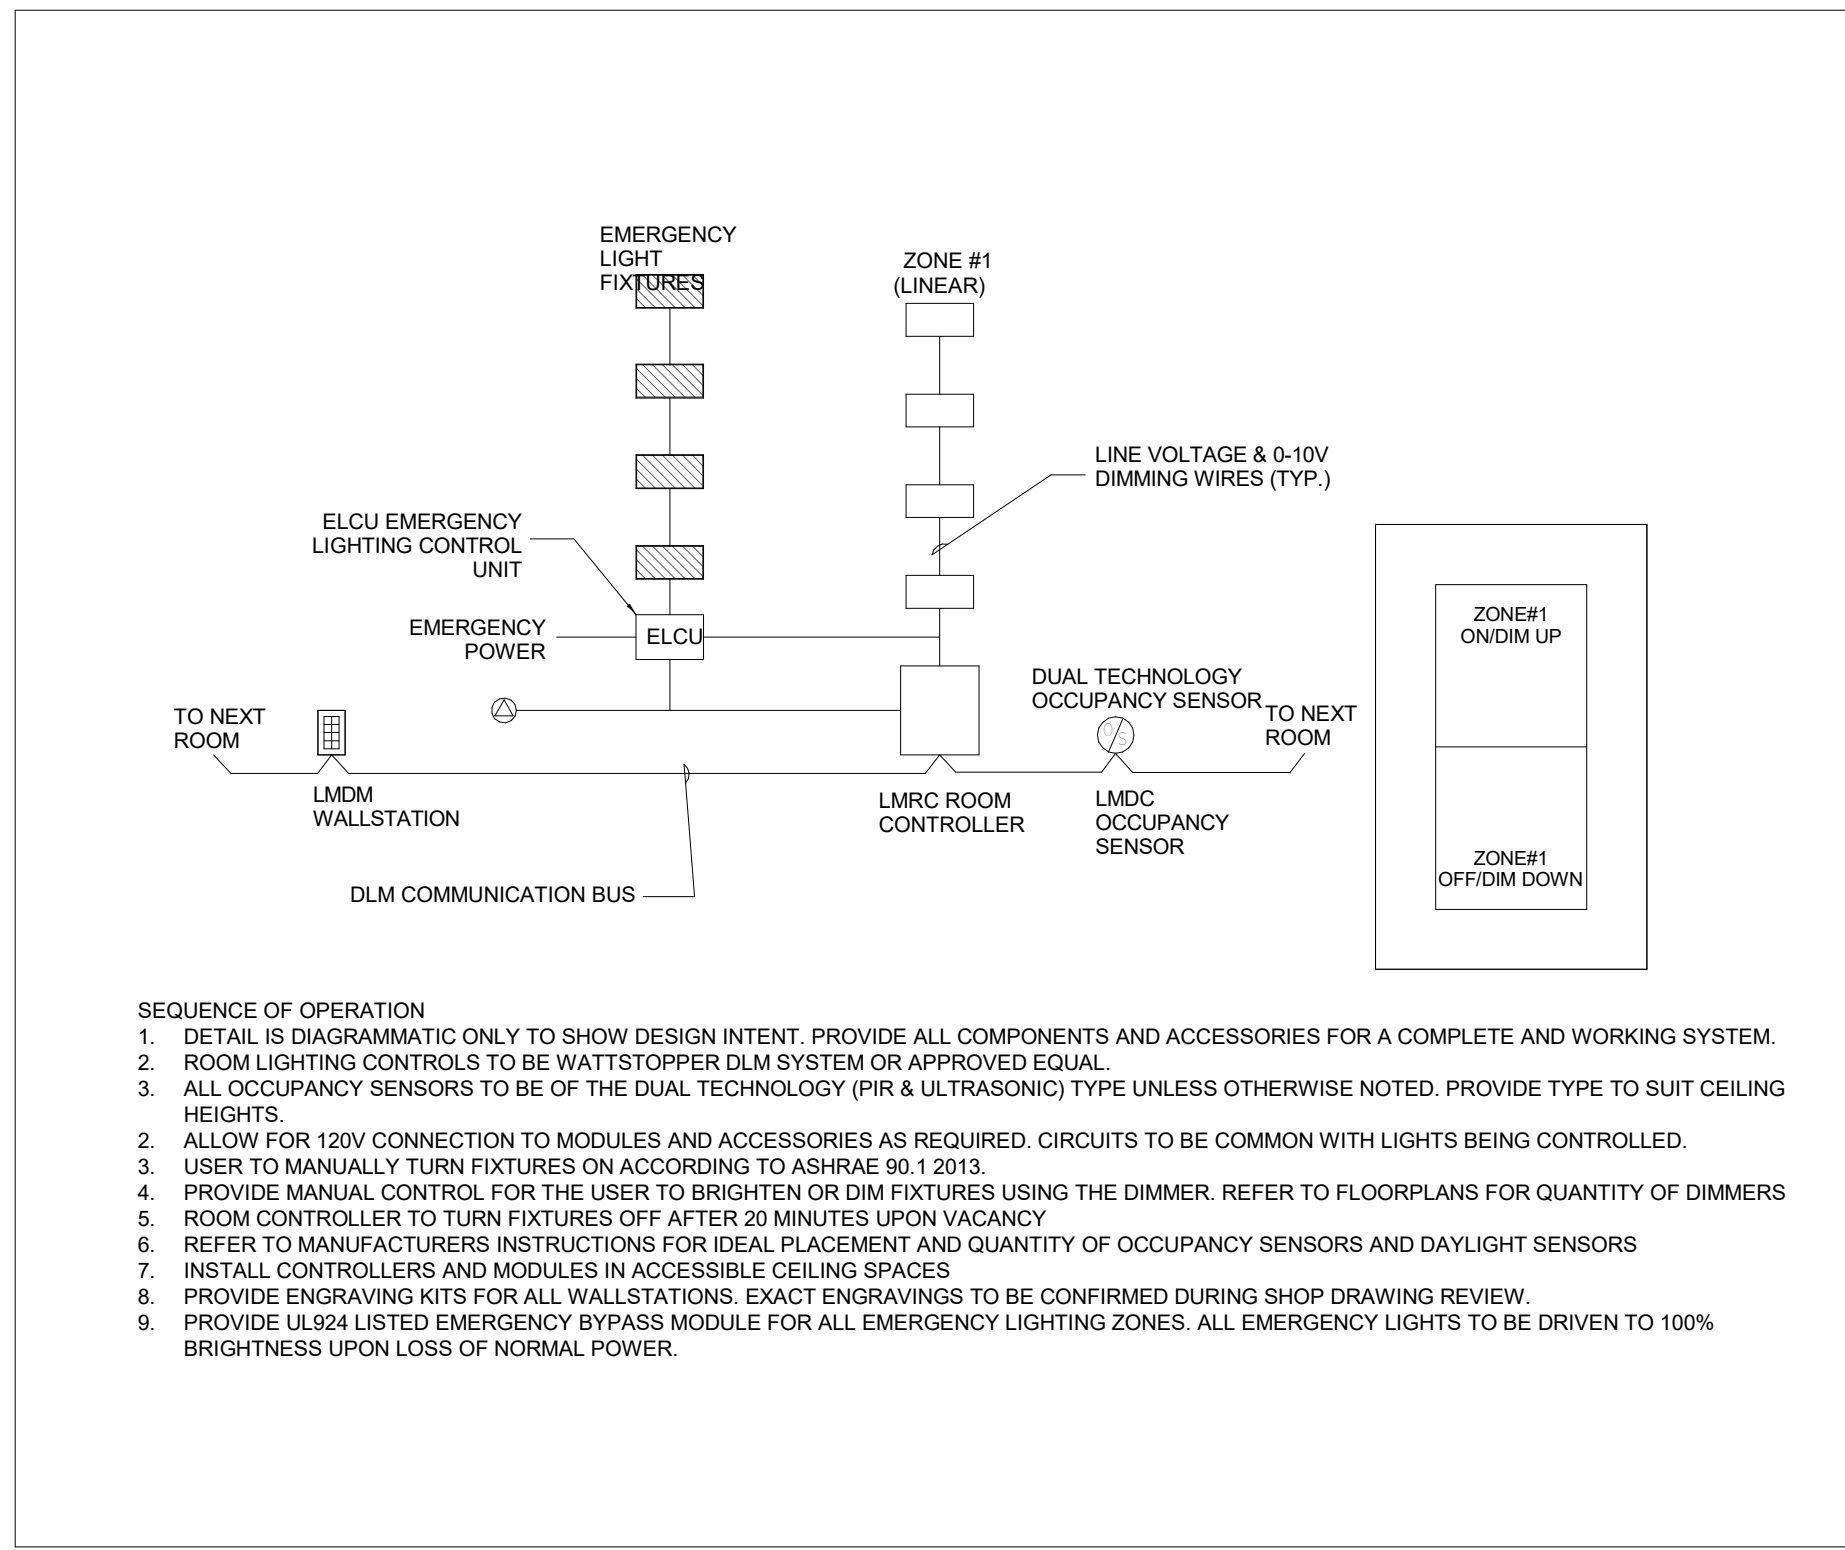 EMERGENCY
LIGHT
FIXTURES
ZONE #1
(LINEAR)
LINE VOLTAGE & 0-10V
DIMMING WIRES (TYP.)
ELCU EMERGENCY
LIGHTING CONTROL
UNIT
EMERGENCY
POWER
ELCU
ZONE#1
ON/DIM UP
DUAL TECHNOLOGY
OCCUPANCY SENSOR
TO NEXT
ROOM
TO NEXT
ROOM
O/S
LMDM
WALLSTATION
LMRC ROOM
CONTROLLER
LMDC
OCCUPANCY
SENSOR
ZONE#1
OFF/DIM DOWN
DLM COMMUNICATION BUS
SEQUENCE OF OPERATION
1. DETAIL IS DIAGRAMMATIC ONLY TO SHOW DESIGN INTENT. PROVIDE ALL COMPONENTS AND ACCESSORIES FOR A COMPLETE AND WORKING SYSTEM.
2. ROOM LIGHTING CONTROLS TO BE WATTSTOPPER DLM SYSTEM OR APPROVED EQUAL.
3. ALL OCCUPANCY SENSORS TO BE OF THE DUAL TECHNOLOGY (PIR & ULTRASONIC) TYPE UNLESS OTHERWISE NOTED. PROVIDE TYPE TO SUIT CEILING
HEIGHTS.
2. ALLOW FOR 120V CONNECTION TO MODULES AND ACCESSORIES AS REQUIRED. CIRCUITS TO BE COMMON WITH LIGHTS BEING CONTROLLED.
3. USER TO MANUALLY TURN FIXTURES ON ACCORDING TO ASHRAE 90.1 2013.
4. PROVIDE MANUAL CONTROL FOR THE USER TO BRIGHTEN OR DIM FIXTURES USING THE DIMMER. REFER TO FLOORPLANS FOR QUANTITY OF DIMMERS
5. ROOM CONTROLLER TO TURN FIXTURES OFF AFTER 20 MINUTES UPON VACANCY
6. REFER TO MANUFACTURERS INSTRUCTIONS FOR IDEAL PLACEMENT AND QUANTITY OF OCCUPANCY SENSORS AND DAYLIGHT SENSORS
7. INSTALL CONTROLLERS AND MODULES IN ACCESSIBLE CEILING SPACES
8. PROVIDE ENGRAVING KITS FOR ALL WALLSTATIONS. EXACT ENGRAVINGS TO BE CONFIRMED DURING SHOP DRAWING REVIEW.
9. PROVIDE UL924 LISTED EMERGENCY BYPASS MODULE FOR ALL EMERGENCY LIGHTING ZONES. ALL EMERGENCY LIGHTS TO BE DRIVEN TO 100%
BRIGHTNESS UPON LOSS OF NORMAL POWER.